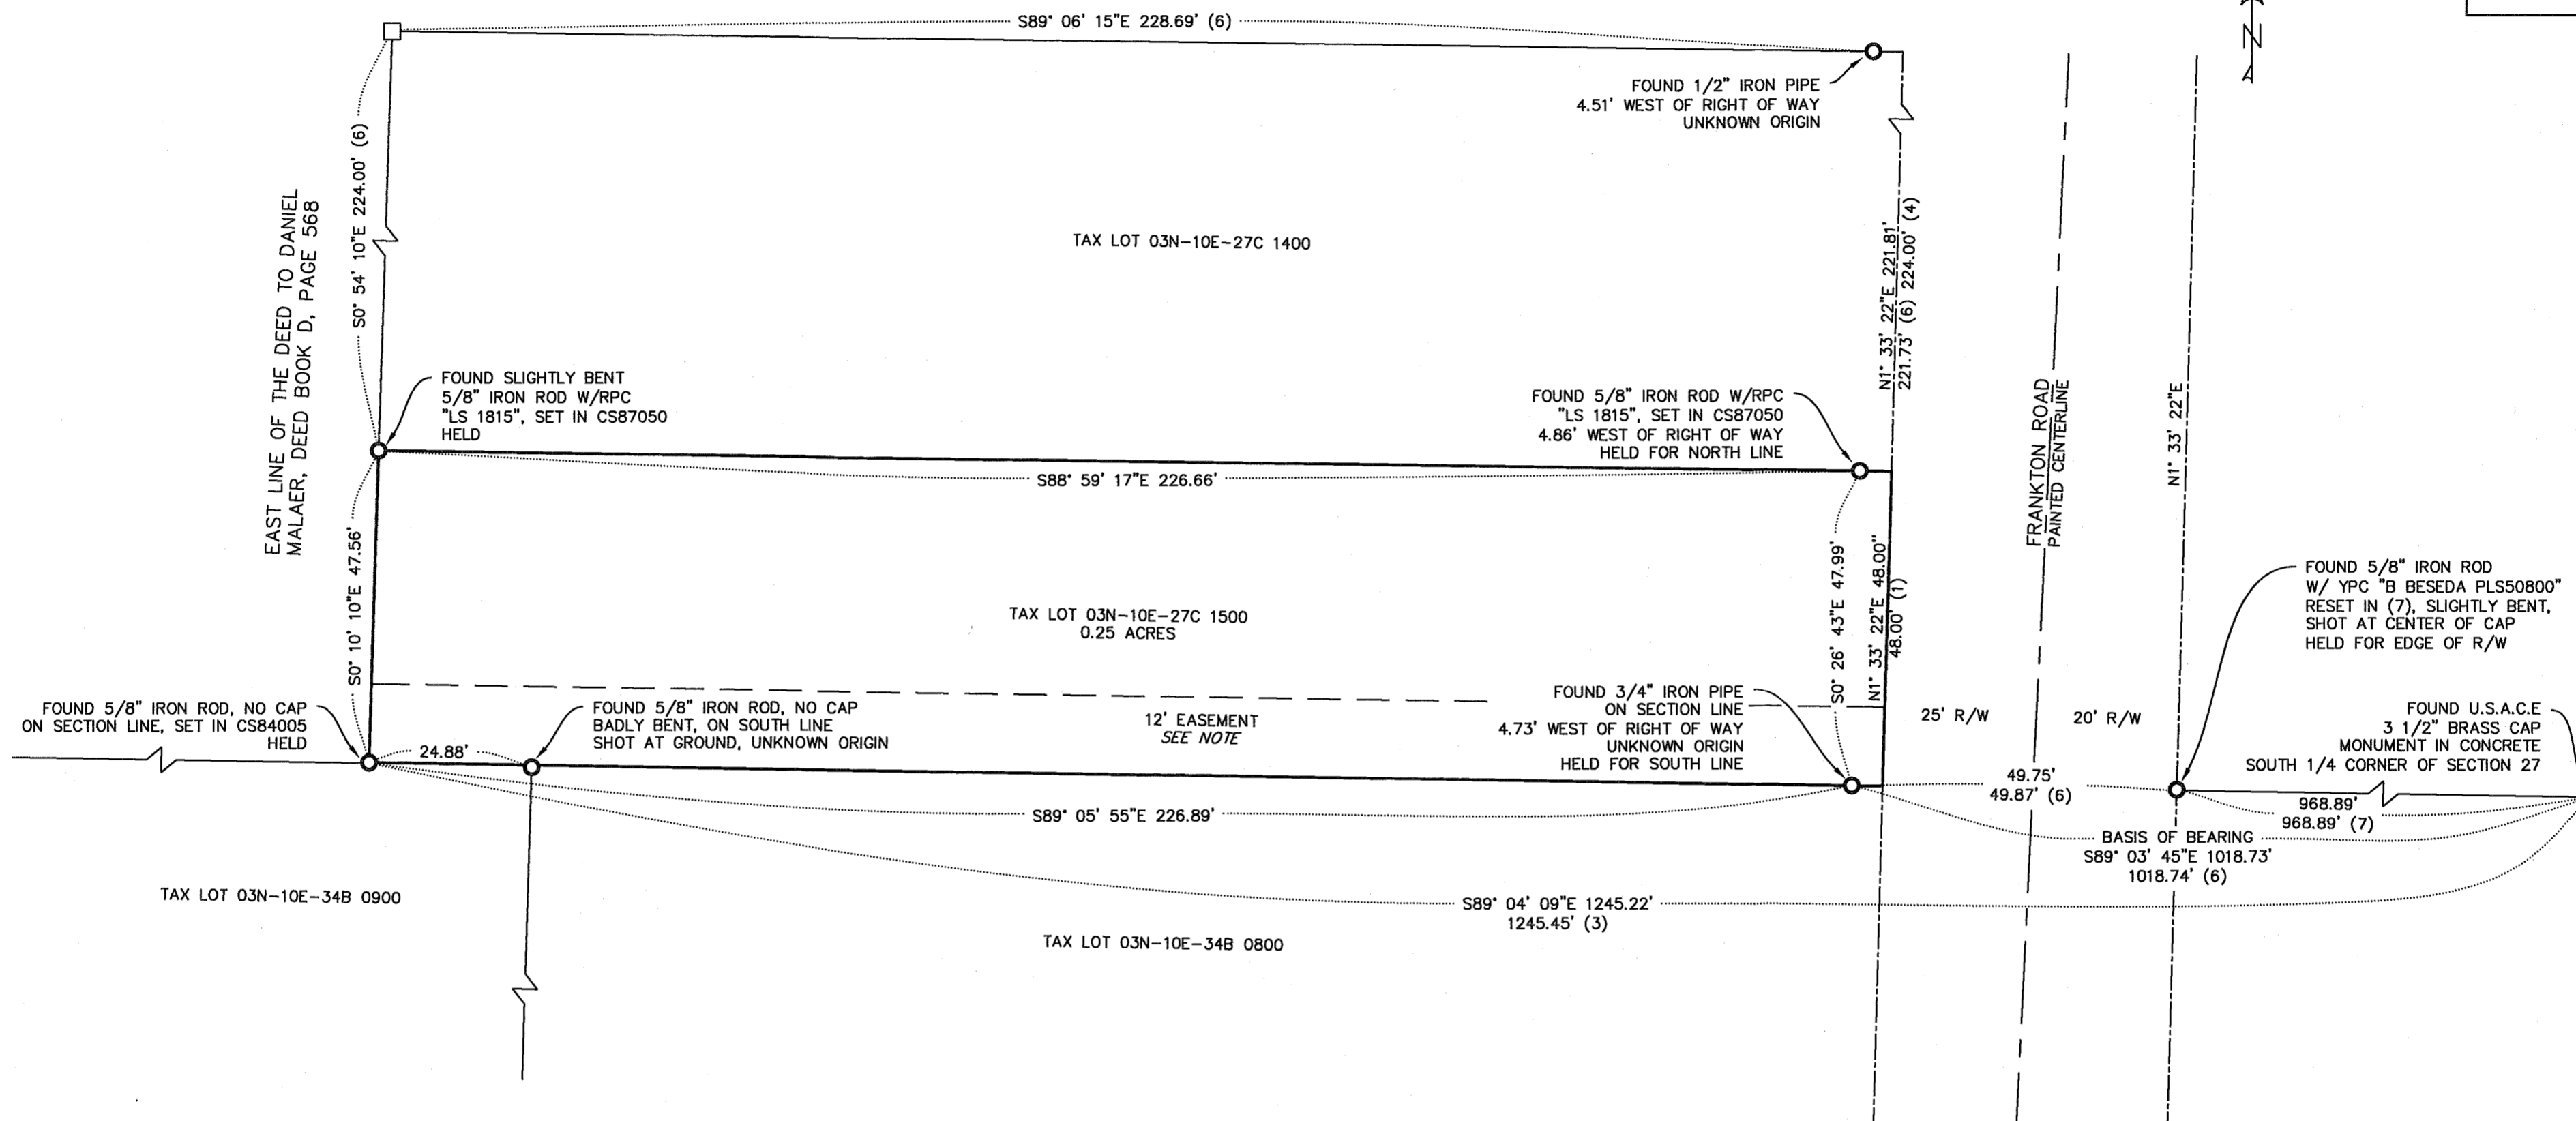 S89° 06' 15"E 228.69' (6)
N
FOUND 1/2" IRON PIPE
4.51' WEST OF RIGHT OF WAY
UNKNOWN ORIGIN
S0° 54' 10"E 224.00' (6)
EAST LINE OF THE DEED TO DANIEL
MALAER, DEED BOOK D, PAGE 568
TAX LOT 03N-10E-27C 1400
N1° 33' 22"E 221.81'
221.73' (6) 224.00' (4)
FOUND SLIGHTLY BENT
5/8" IRON ROD W/RPC
"LS 1815", SET IN CS87050
HELD
FOUND 5/8" IRON ROD W/RPC
"LS 1815", SET IN CS87050
4.86' WEST OF RIGHT OF WAY
HELD FOR NORTH LINE
FRANKTON ROAD
PAINTED CENTERLINE
N1° 33' 22"E
S88° 59' 17"E 226.66'
S0° 10' 10"E 47.56'
TAX LOT 03N-10E-27C 1500
0.25 ACRES
S0° 26' 43"E 47.99'
N1° 33' 22"E 48.00"
48.00' (1)
FOUND 5/8" IRON ROD
W/ YPC "B BESEDA PLS50800"
RESET IN (7), SLIGHTLY BENT,
SHOT AT CENTER OF CAP
HELD FOR EDGE OF R/W
FOUND 5/8" IRON ROD, NO CAP
ON SECTION LINE, SET IN CS84005
HELD
24.88'
FOUND 5/8" IRON ROD, NO CAP
BADLY BENT, ON SOUTH LINE
SHOT AT GROUND, UNKNOWN ORIGIN
12' EASEMENT
SEE NOTE
FOUND 3/4" IRON PIPE
ON SECTION LINE
4.73' WEST OF RIGHT OF WAY
UNKNOWN ORIGIN
HELD FOR SOUTH LINE
25' R/W
20' R/W
FOUND U.S.A.C.E
3 1/2" BRASS CAP
MONUMENT IN CONCRETE
SOUTH 1/4 CORNER OF SECTION 27
49.75'
49.87' (6)
968.89'
968.89' (7)
S89° 05' 55"E 226.89'
BASIS OF BEARING
S89° 03' 45"E 1018.73'
1018.74' (6)
TAX LOT 03N-10E-34B 0900
S89° 04' 09"E 1245.22'
1245.45' (3)
TAX LOT 03N-10E-34B 0800